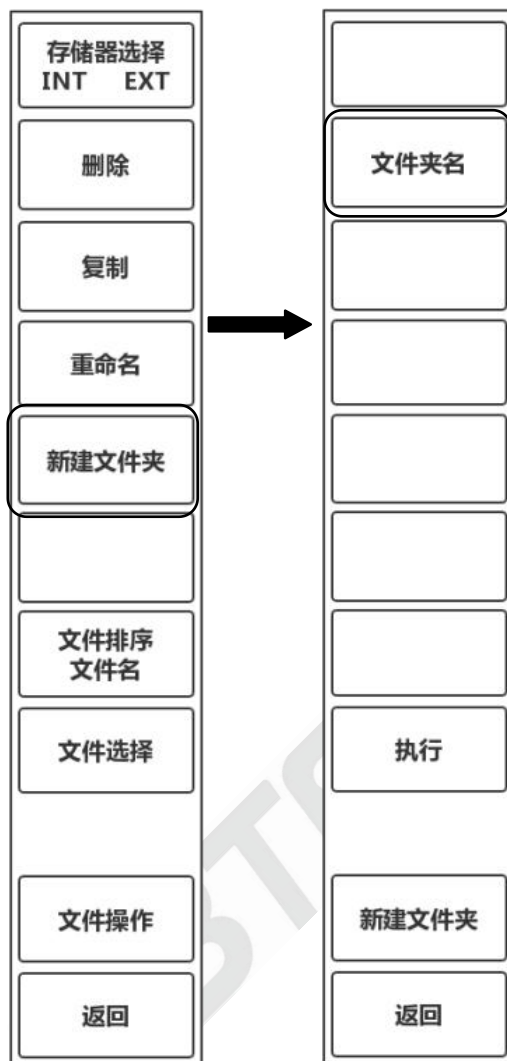 存储器选择
INT EXT
删除
复制
重命名
新建文件夹
文件排序
文件名
文件选择
文件操作
返回
文件夹名
执行
新建文件夹
返回